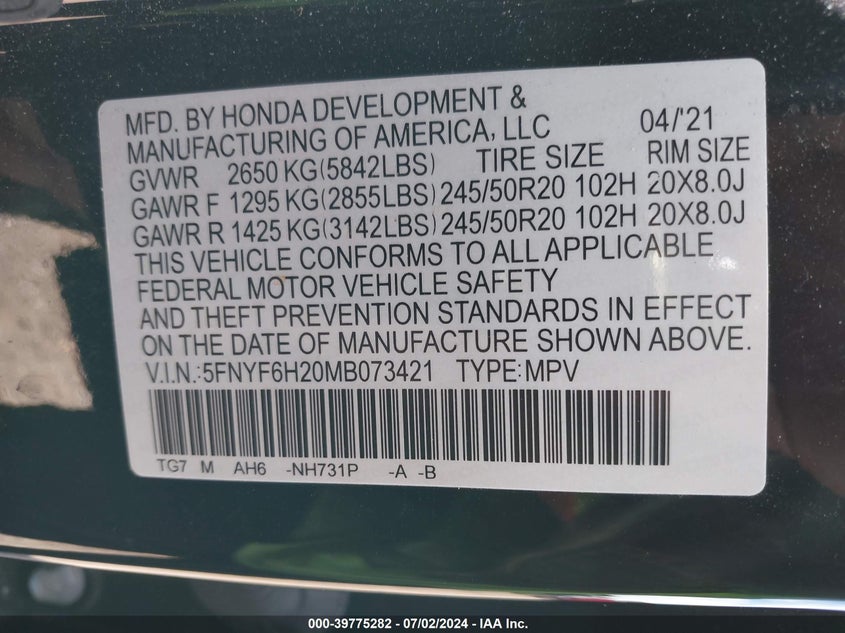 MFD. BY HONDA DEVELOPMENT &
MANUFACTURING OF AMERICA, LLC 04/'21
GVWR 2650 KG(5842LBS) TIRE SIZE RIM SIZE
GAWR F 1295 KG(2855LBS) 245/50R20 102H 20X8.0J
GAWR R 1425 KG(3142LBS) 245/50R20 102H 20X8.0J
THIS VEHICLE CONFORMS TO ALL APPLICABLE
FEDERAL MOTOR VEHICLE SAFETY
AND THEFT PREVENTION STANDARDS IN EFFECT
ON THE DATE OF MANUFACTURE SHOWN ABOVE.
V.I.N.:5FNYF6H20MB073421 TYPE:MPV
TG7 M AH6 -NH731P -A -B
000-39775282 - 07/02/2024 - IAA Inc.